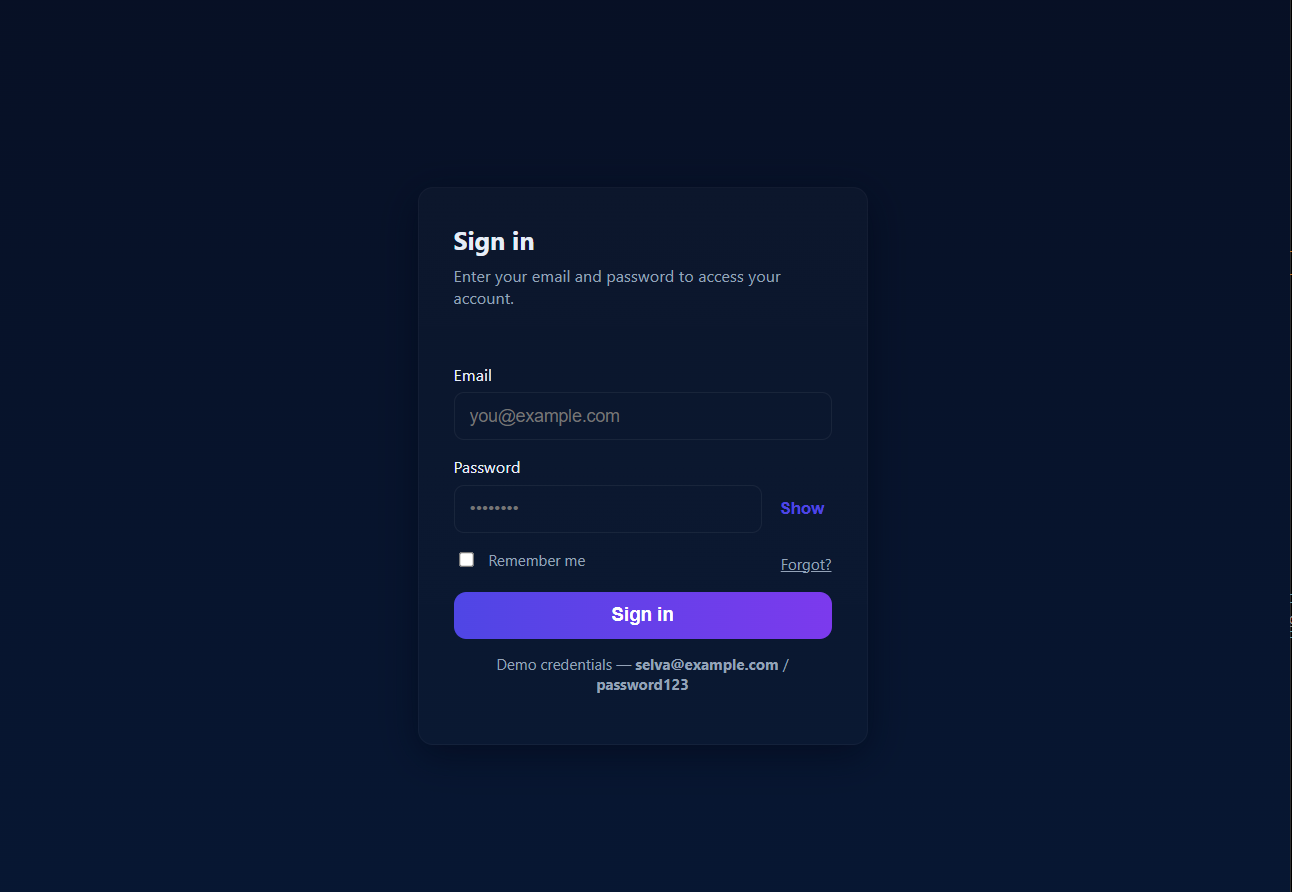 Sign in
Enter your email and password to access your
account.
Email
you@example.com
Password
••••••••
Show
Remember me
Forgot?
Sign in
Demo credentials — selva@example.com /
password123